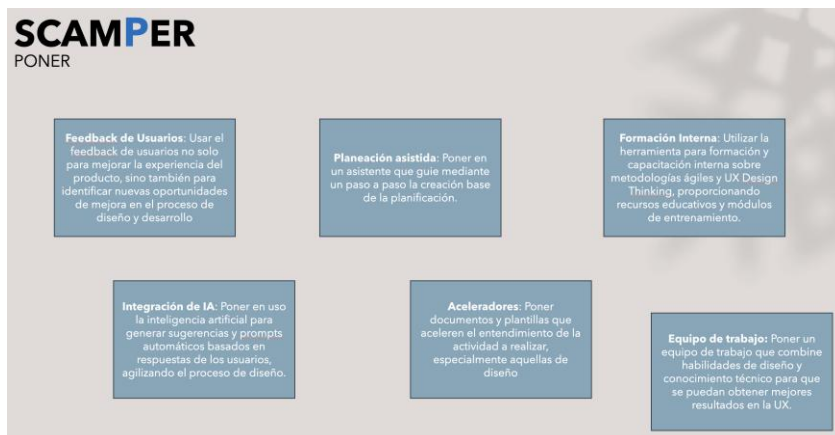 SCAMPER
PONER
Feedback de Usuarios: Usar el
feedback de usuarios no solo
para mejorar la experiencia del
producto, sino también para
identificar nuevas oportunidades
de mejora en el proceso de
diseño y desarrollo
Planeación asistida: Poner en
un asistente que guie mediante
un paso a paso la creación base
de la planificación.
Formación Interna: Utilizar la
herramienta para formación y
capacitación interna sobre
metodologías ágiles y UX Design
Thinking, proporcionando
recursos educativos y módulos
de entrenamiento.
Integración de IA: Poner en uso
la inteligencia artificial para
generar sugerencias y prompts
automáticos basados en
respuestas de los usuarios,
agilizando el proceso de diseño.
Aceleradores: Poner
documentos y plantillas que
aceleren el entendimiento de la
actividad a realizar,
especialmente aquellas de
diseño
Equipo de trabajo: Poner un
equipo de trabajo que combine
habilidades de diseño y
conocimiento técnico para que
se puedan obtener mejores
resultados en la UX.